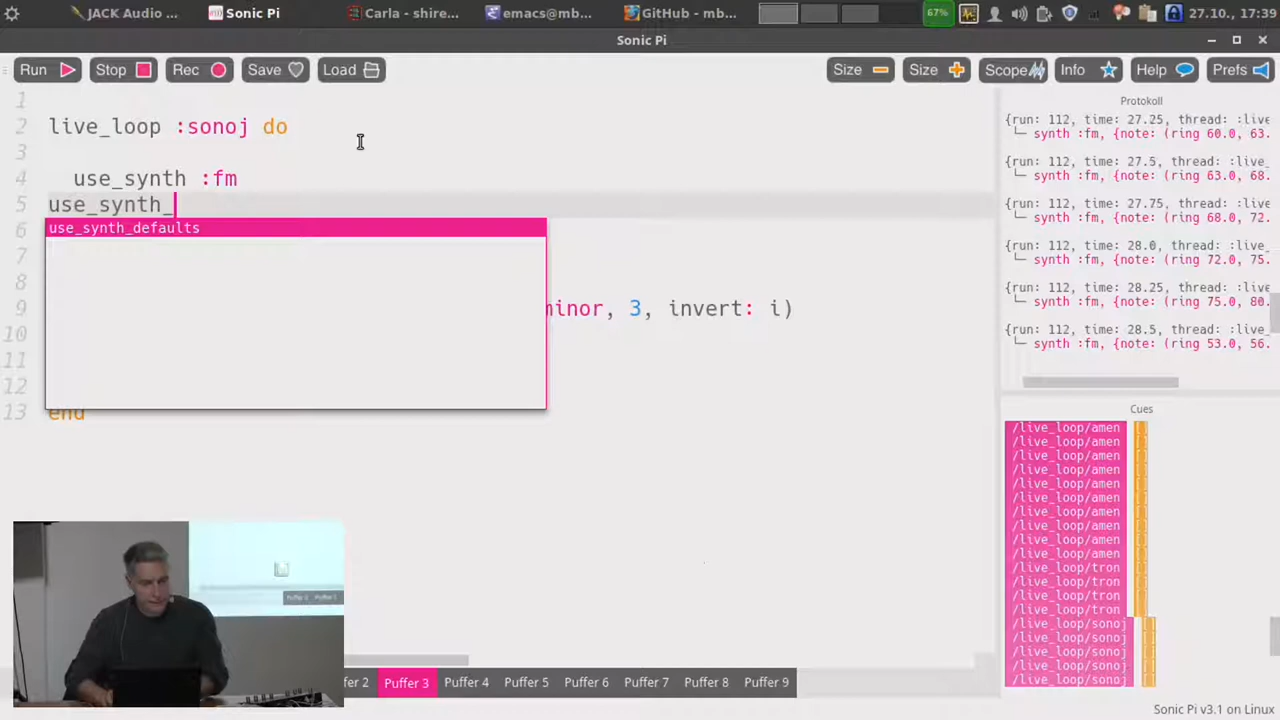 JACK Audio ...
Sonic Pi
Carla - shire...
emacs@mb...
GitHub - mb...
67%
27.10., 17:39
Sonic Pi
Run
Stop
Rec
Save
Load
Size
Size
Scope
Info
Help
Prefs
1
2 live_loop :sonoj do
3
4 use_synth :fm
5 use_synth_
6 use_synth_defaults
7
8
9 minor, 3, invert: i)
10
11
12
13 end
Protokoll
{run: 112, time: 27.25, thread: :live
synth :fm, {note: (ring 60.0, 63.
{run: 112, time: 27.5, thread: :live_
synth :fm, {note: (ring 63.0, 68.
{run: 112, time: 27.75, thread: :live
synth :fm, {note: (ring 68.0, 72.
{run: 112, time: 28.0, thread: :live_
synth :fm, {note: (ring 72.0, 75.
{run: 112, time: 28.25, thread: :live
synth :fm, {note: (ring 75.0, 80.
{run: 112, time: 28.5, thread: :live_
synth :fm, {note: (ring 53.0, 56.
Cues
/live_loop/amen
/live_loop/amen
/live_loop/amen
/live_loop/amen
/live_loop/amen
/live_loop/amen
/live_loop/amen
/live_loop/amen
/live_loop/amen
/live_loop/amen
/live_loop/tron
/live_loop/tron
/live_loop/tron
/live_loop/tron
/live_loop/sonoj
/live_loop/sonoj
/live_loop/sonoj
/live_loop/sonoj
/live_loop/sonoj
fer 2
Puffer 3
Puffer 4
Puffer 5
Puffer 6
Puffer 7
Puffer 8
Puffer 9
Sonic Pi v3.1 on Linux